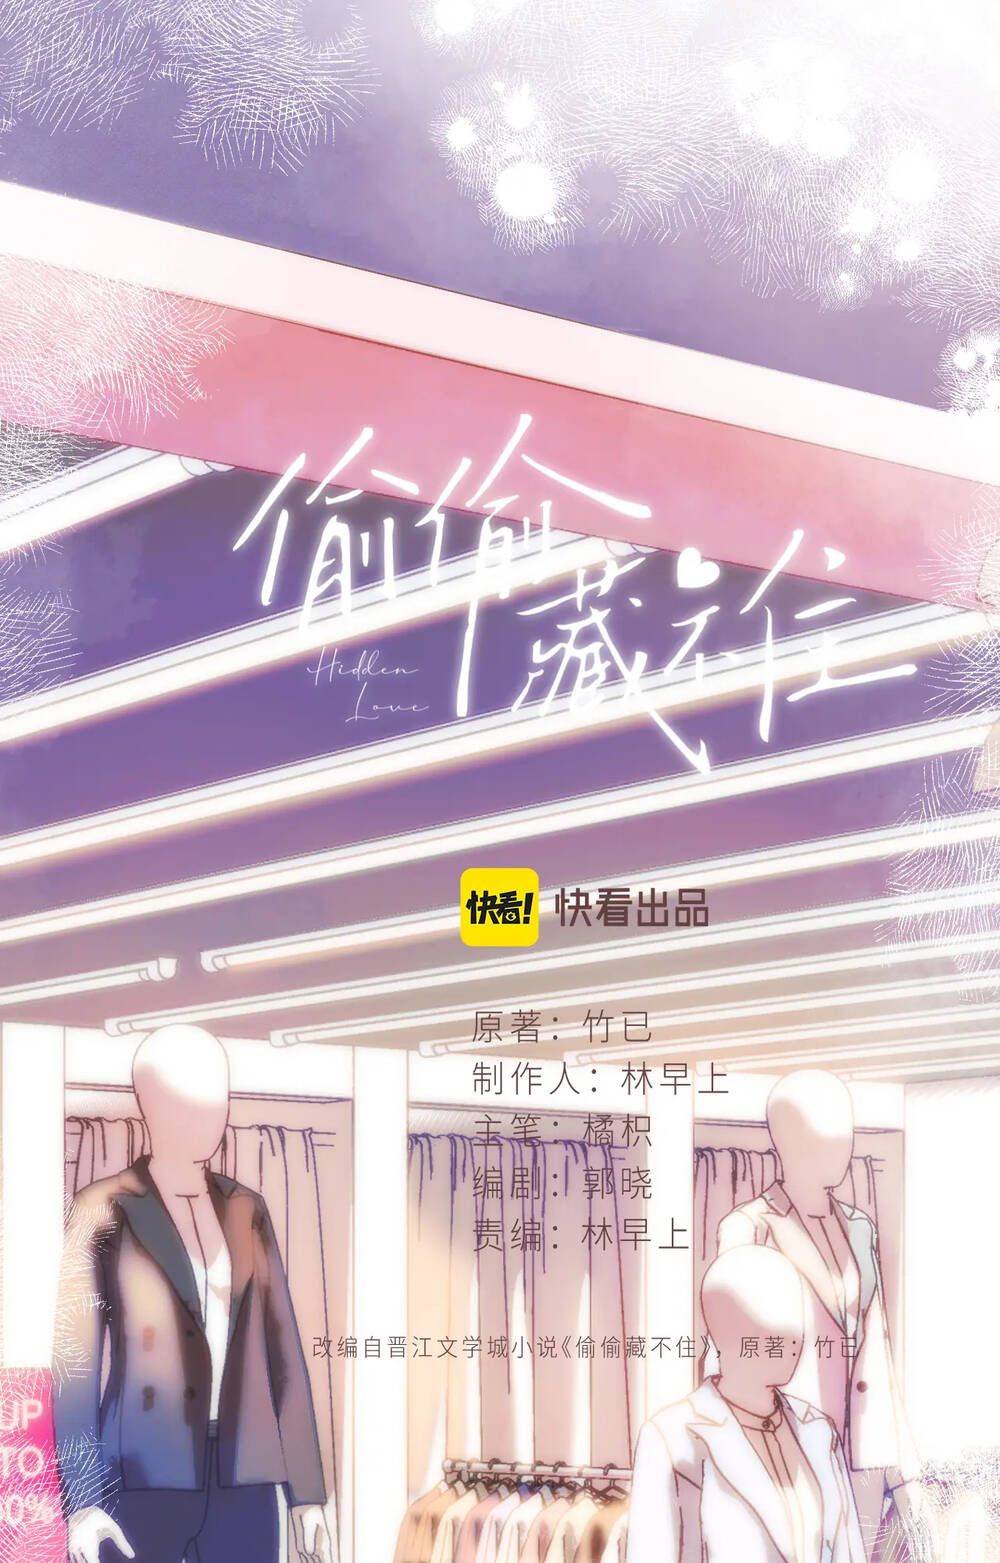 偷偷藏不住
Hidden
Love
快看! 快看出品
原著：竹已
制作人：林早上
主笔：橘枳
编剧：郭晓
责编：林早上
改编自晋江文学城小说《偷偷藏不住》，原著：竹已
UP
TO
0%